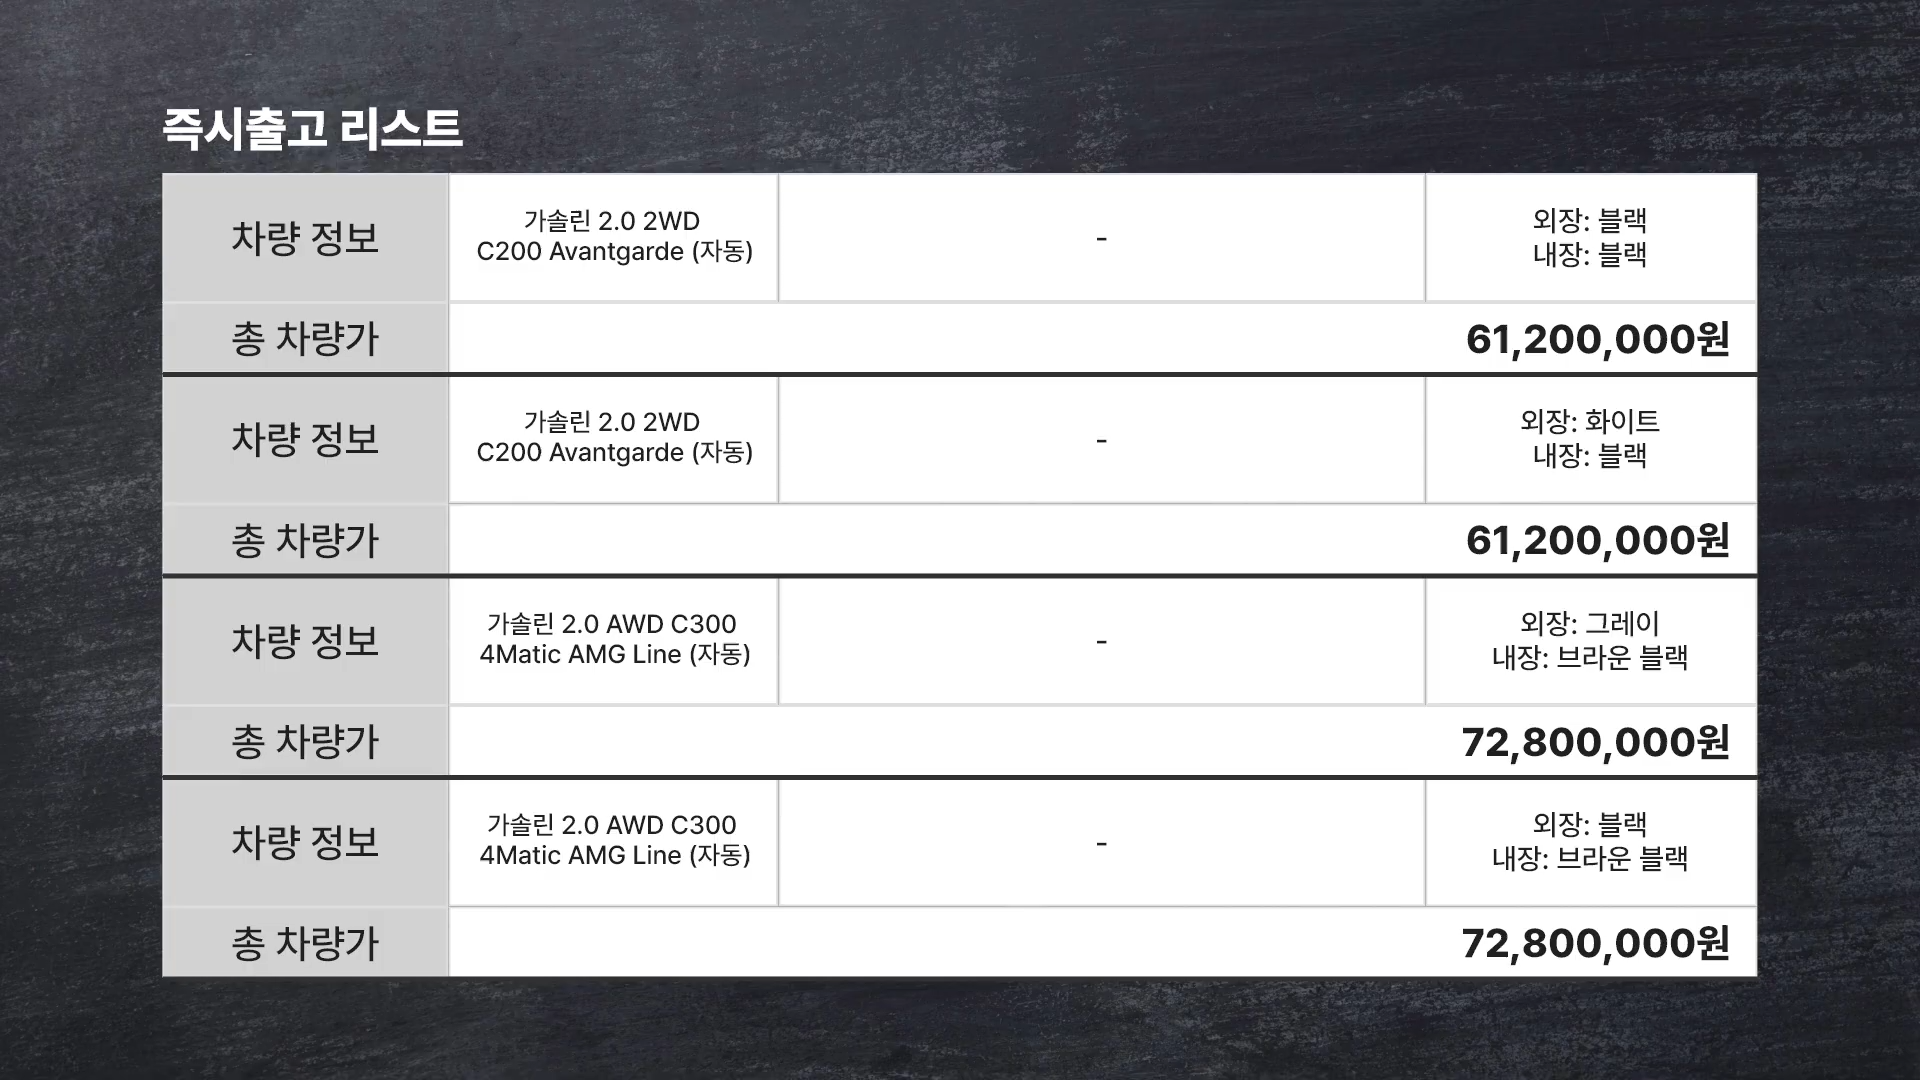 즉시출고 리스트
차량 정보
가솔린 2.0 2WD
C200 Avantgarde (자동)
-
외장: 블랙
내장: 블랙
총 차량가
61,200,000원
차량 정보
가솔린 2.0 2WD
C200 Avantgarde (자동)
-
외장: 화이트
내장: 블랙
총 차량가
61,200,000원
차량 정보
가솔린 2.0 AWD C300
4Matic AMG Line (자동)
-
외장: 그레이
내장: 브라운 블랙
총 차량가
72,800,000원
차량 정보
가솔린 2.0 AWD C300
4Matic AMG Line (자동)
-
외장: 블랙
내장: 브라운 블랙
총 차량가
72,800,000원